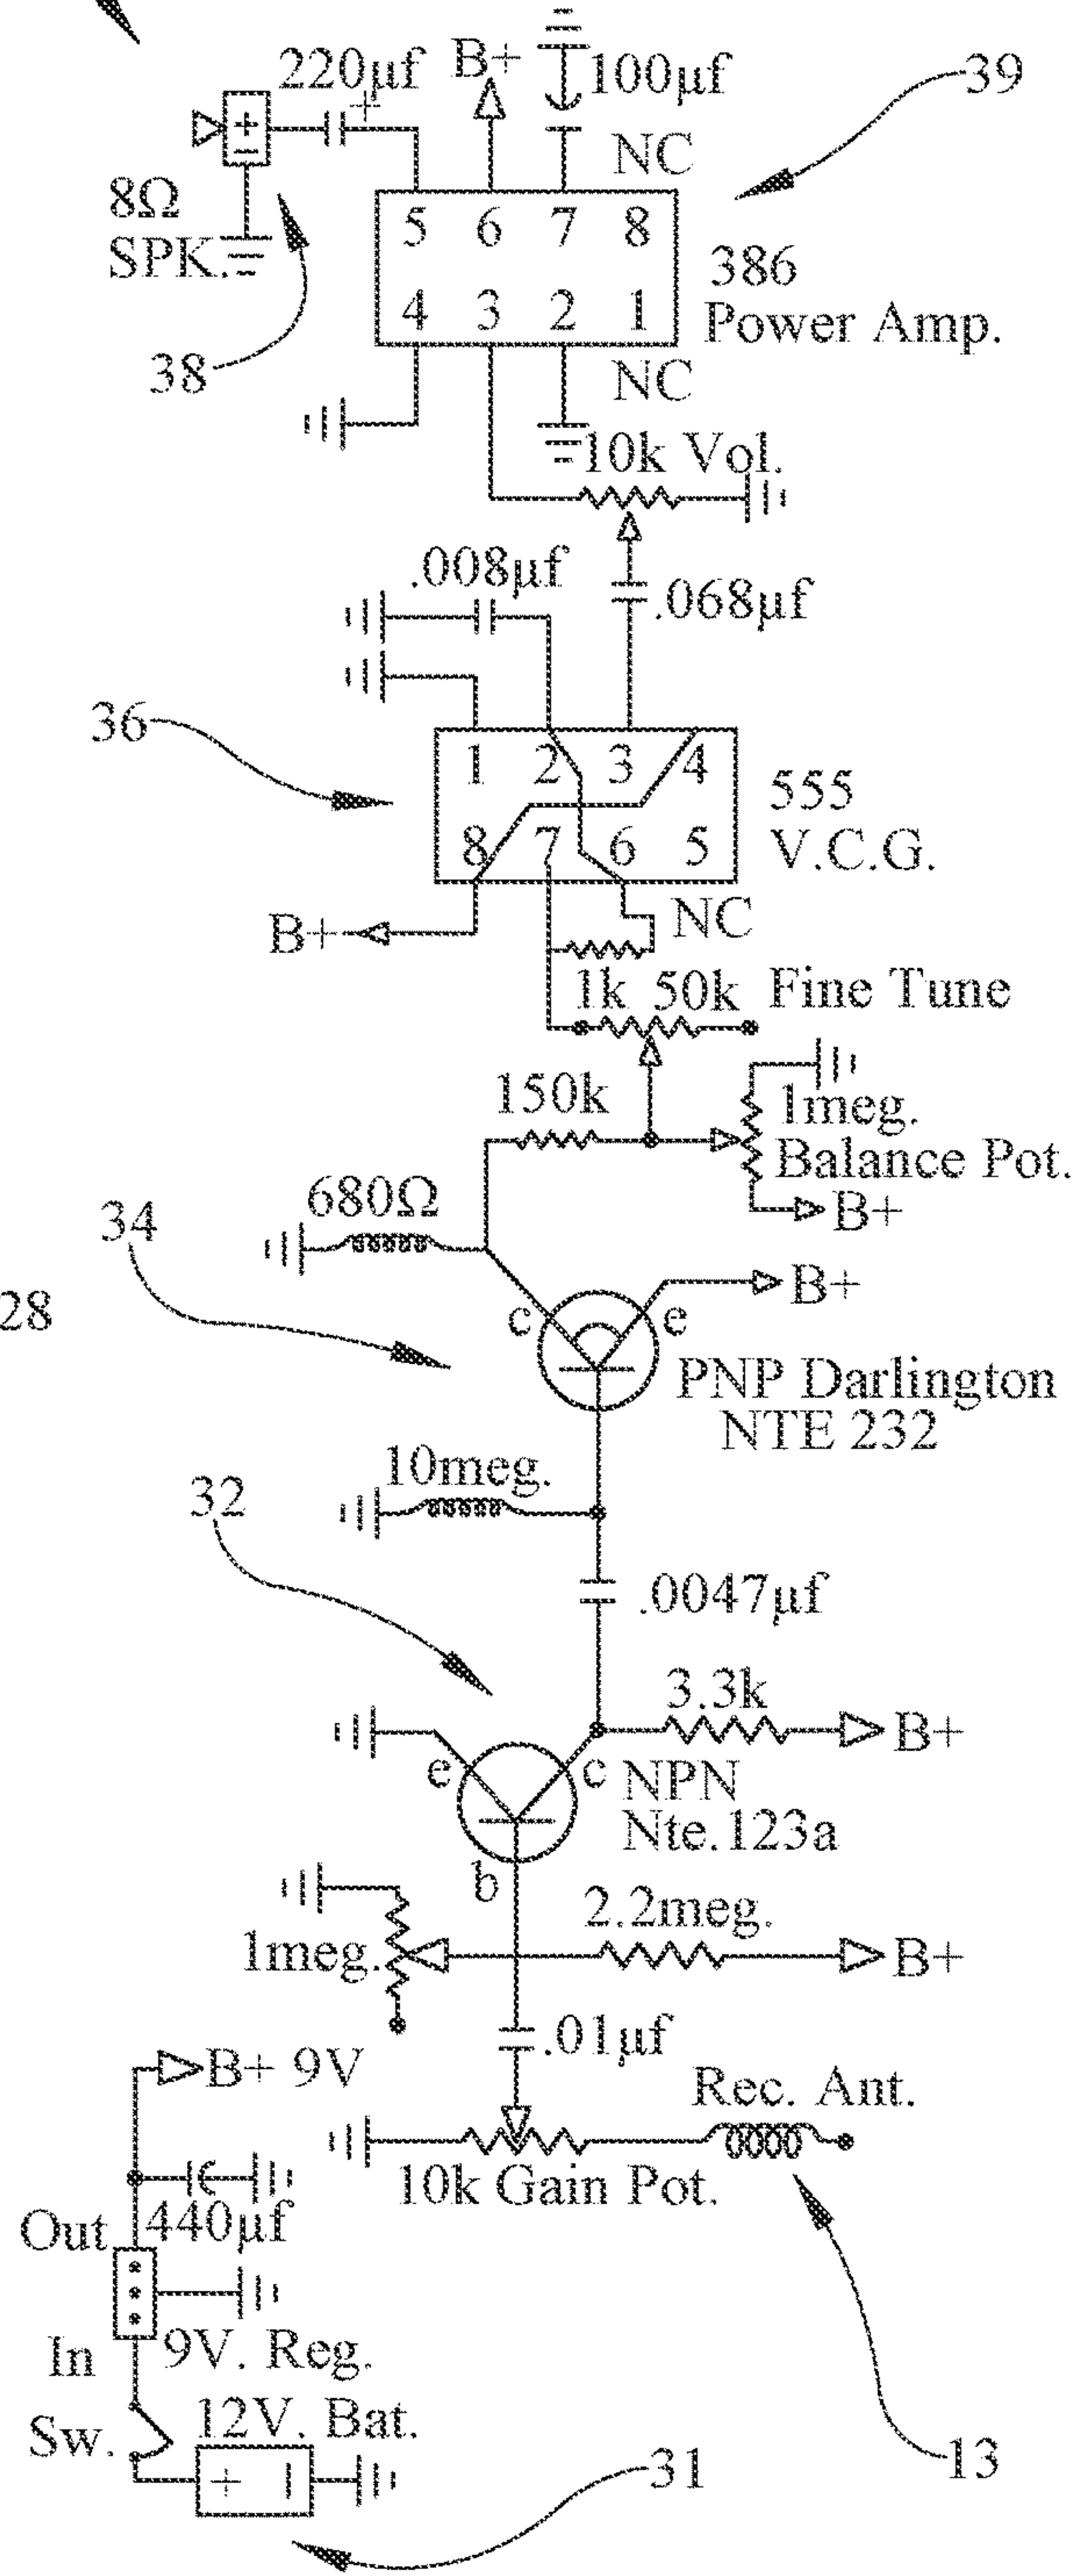 220µf
B+
100µf
39
+
NC
8Ω
SPK.
+
5 6 7 8
4 3 2 1
386
Power Amp.
38
NC
10k Vol.
.008µf
.068µf
36
1 2 3 4
8 7 6 5
555
V.C.G.
B+
NC
1k 50k Fine Tune
150k
1meg.
Balance Pot.
B+
680Ω
34
B+
28
c e
PNP Darlington
NTE 232
10meg.
32
.0047µf
3.3k
B+
e c NPN
Nte.123a
b
2.2meg.
1meg.
B+
.01µf
B+ 9V
Rec. Ant.
10k Gain Pot.
440µf
Out
In
9V. Reg.
12V. Bat.
Sw.
+ −
31
13